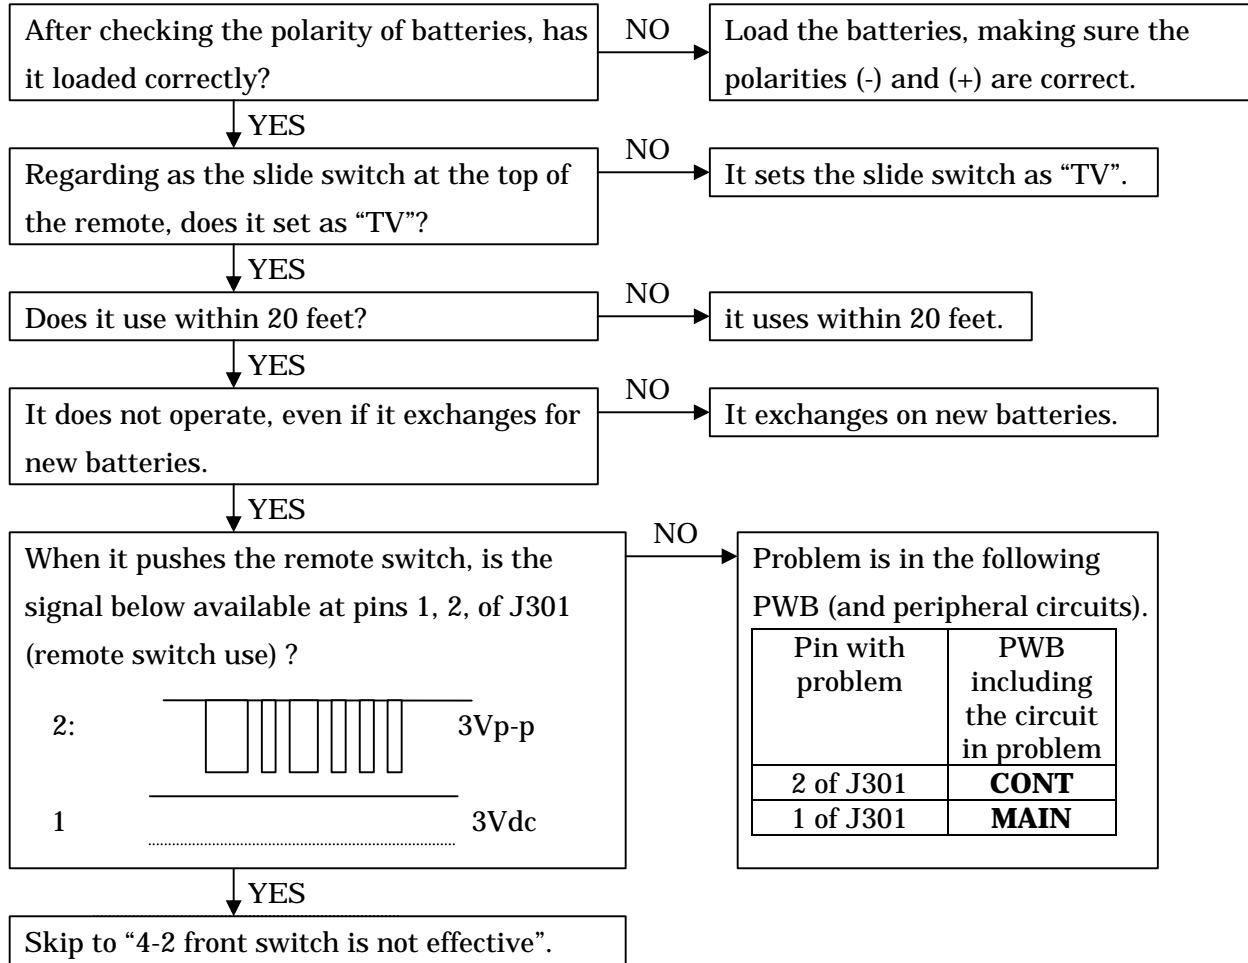 After checking the polarity of batteries, has
it loaded correctly?
NO
Load the batteries, making sure the
polarities (-) and (+) are correct.
YES
Regarding as the slide switch at the top of
the remote, does it set as “TV”?
NO
It sets the slide switch as “TV”.
YES
Does it use within 20 feet?
NO
it uses within 20 feet.
YES
It does not operate, even if it exchanges for
new batteries.
NO
It exchanges on new batteries.
YES
When it pushes the remote switch, is the
signal below available at pins 1, 2, of J301
(remote switch use) ?
2:
3Vp-p
1
3Vdc
NO
Problem is in the following
PWB (and peripheral circuits).
Pin with
problem
PWB
including
the circuit
in problem
2 of J301
CONT
1 of J301
MAIN
YES
Skip to “4-2 front switch is not effective”.